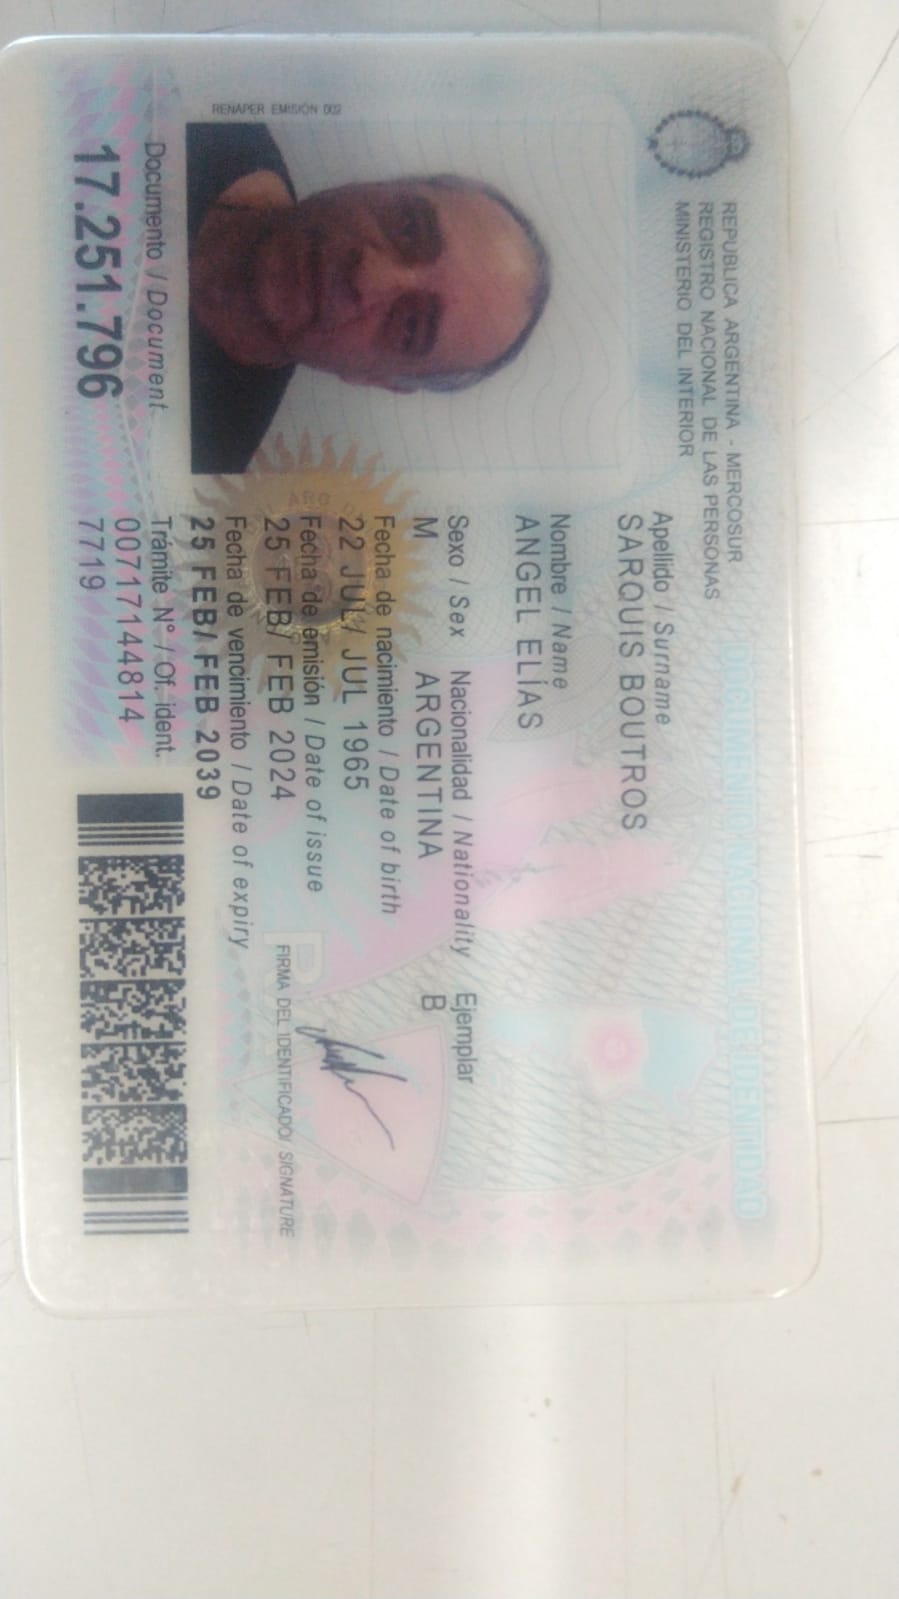 REPUBLICA ARGENTINA - MERCOSUR
REGISTRO NACIONAL DE LAS PERSONAS
MINISTERIO DEL INTERIOR
DOCUMENTO NACIONAL DE IDENTIDAD
RENAPER EMISIÓN 002
Apellido / Surname
SARQUIS BOUTROS
Nombre / Name
ANGEL ELÍAS
Sexo / Sex Nacionalidad / Nationality Ejemplar
M ARGENTINA B
Fecha de nacimiento / Date of birth
22 JUL/ JUL 1965
Fecha de emisión / Date of issue
25 FEB/ FEB 2024
Fecha de vencimiento / Date of expiry
25 FEB/ FEB 2039
FIRMA DEL IDENTIFICADO/ SIGNATURE
Trámite N° / Of. ident.
00717144814
7719
Documento / Document
17.251.796